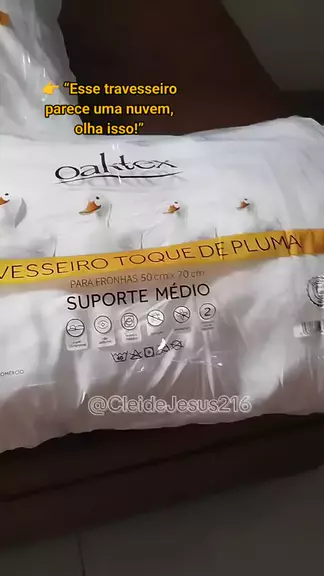 👉 “Esse travesseiro
parece uma nuvem,
olha isso!”
oaktex
VESSEIRO TOQUE DE PLUMA
PARA FRONHAS 50 cm x 70 cm
SUPORTE MÉDIO
2
@CleideJesus216